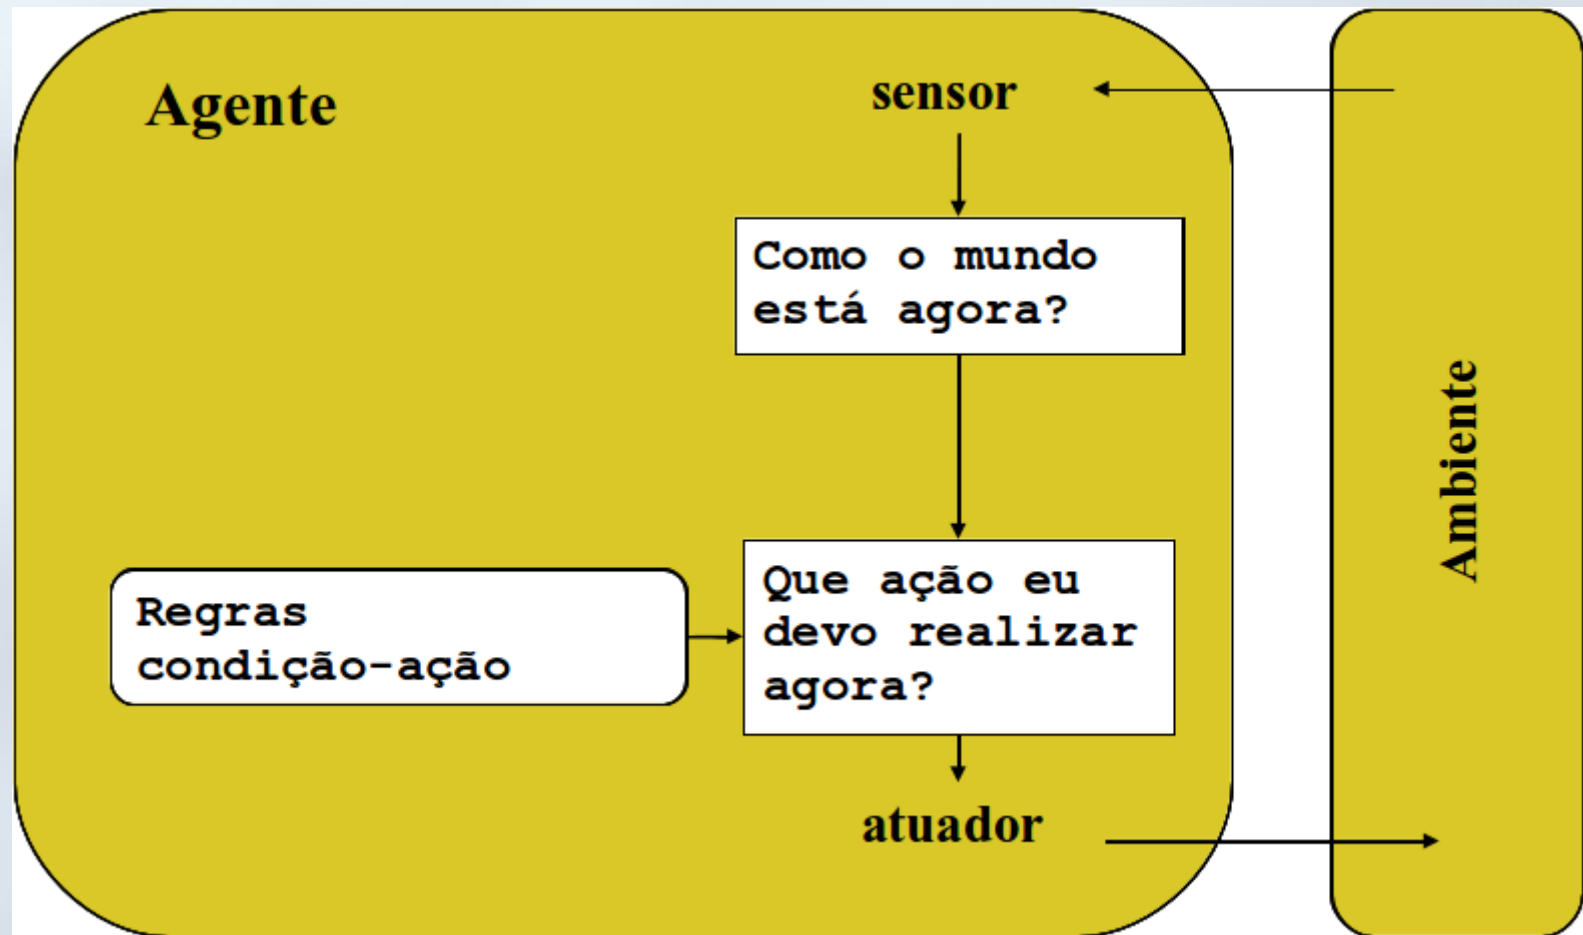 Agente
sensor
Como o mundo
está agora?
Ambiente
Regras
condição-ação
Que ação eu
devo realizar
agora?
atuador